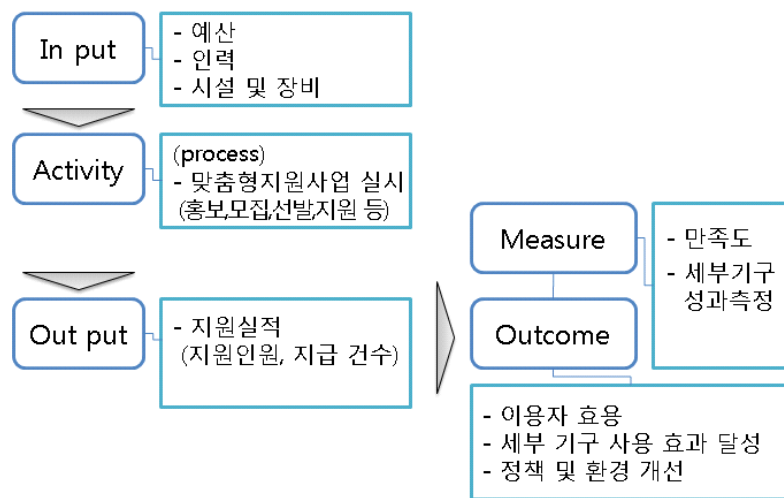 In put
- 예산
- 인력
- 시설 및 장비
Activity
(process)
- 맞춤형지원사업 실시
(홍보,모집,선발,지원 등)
Out put
- 지원실적
(지원인원, 지급 건수)
Measure
- 만족도
- 세부기구
성과측정
Outcome
- 이용자 효용
- 세부 기구 사용 효과 달성
- 정책 및 환경 개선